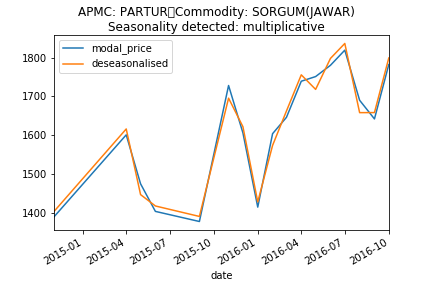 APMC: PARTUR▯Commodity: SORGUM(JAWAR)
Seasonality detected: multiplicative
modal_price
deseasonalised
1800
1700
1600
1500
1400
2015-01
2015-04
2015-07
2015-10
2016-01
2016-04
2016-07
2016-10
date